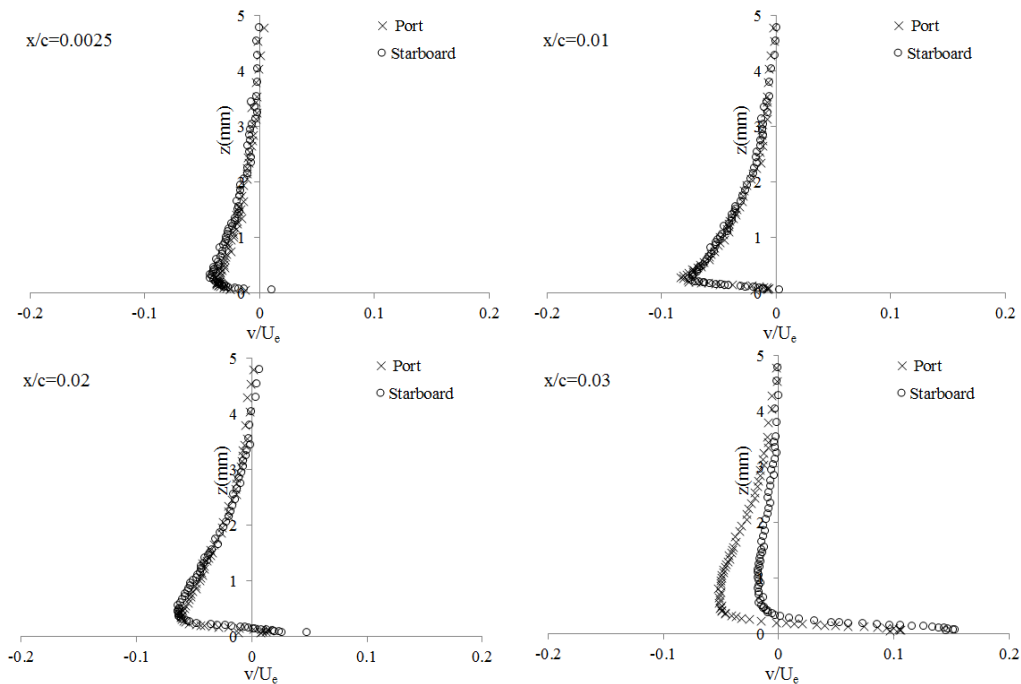 x/c=0.0025
× Port
○ Starboard
z(mm)
5
4
3
2
1
0
-0.2 -0.1 0 0.1 0.2
v/Ue
x/c=0.01
× Port
○ Starboard
z(mm)
5
4
3
2
1
0
-0.2 -0.1 0 0.1 0.2
v/Ue
x/c=0.02
× Port
○ Starboard
z(mm)
5
4
3
2
1
0
-0.2 -0.1 0 0.1 0.2
v/Ue
x/c=0.03
× Port
○ Starboard
z(mm)
5
4
3
2
1
0
-0.2 -0.1 0 0.1 0.2
v/Ue